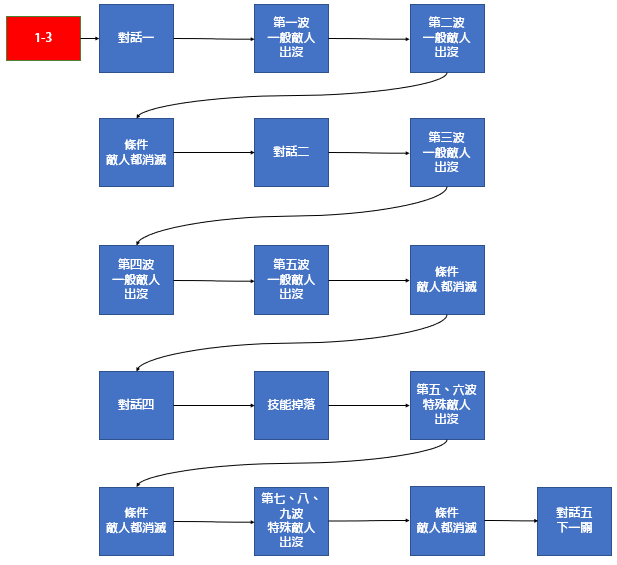 1-3
對話一
第一波
一般敵人
出沒
第二波
一般敵人
出沒
條件
敵人都消滅
對話二
第三波
一般敵人
出沒
第四波
一般敵人
出沒
第五波
一般敵人
出沒
條件
敵人都消滅
對話四
技能掉落
第五、六波
特殊敵人
出沒
條件
敵人都消滅
第七、八、
九波
特殊敵人
出沒
條件
敵人都消滅
對話五
下一關